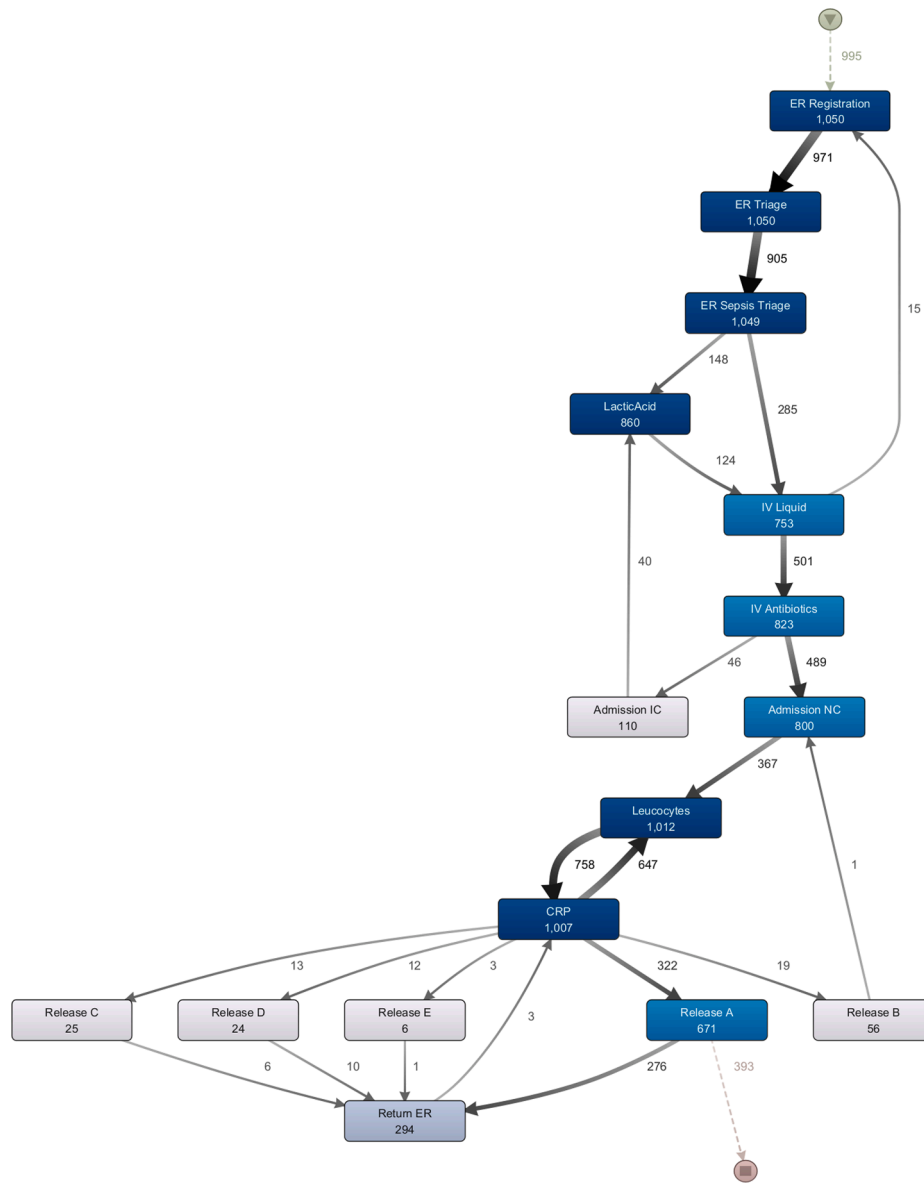 995
ER Registration
1,050
971
ER Triage
1,050
905
ER Sepsis Triage
1,049
15
148
285
LacticAcid
860
124
IV Liquid
753
40
501
IV Antibiotics
823
46
489
Admission IC
110
Admission NC
800
367
Leucocytes
1,012
758
647
1
CRP
1,007
13
12
3
322
19
Release C
25
Release D
24
Release E
6
3
Release A
671
Release B
56
6
10
1
276
393
Return ER
294